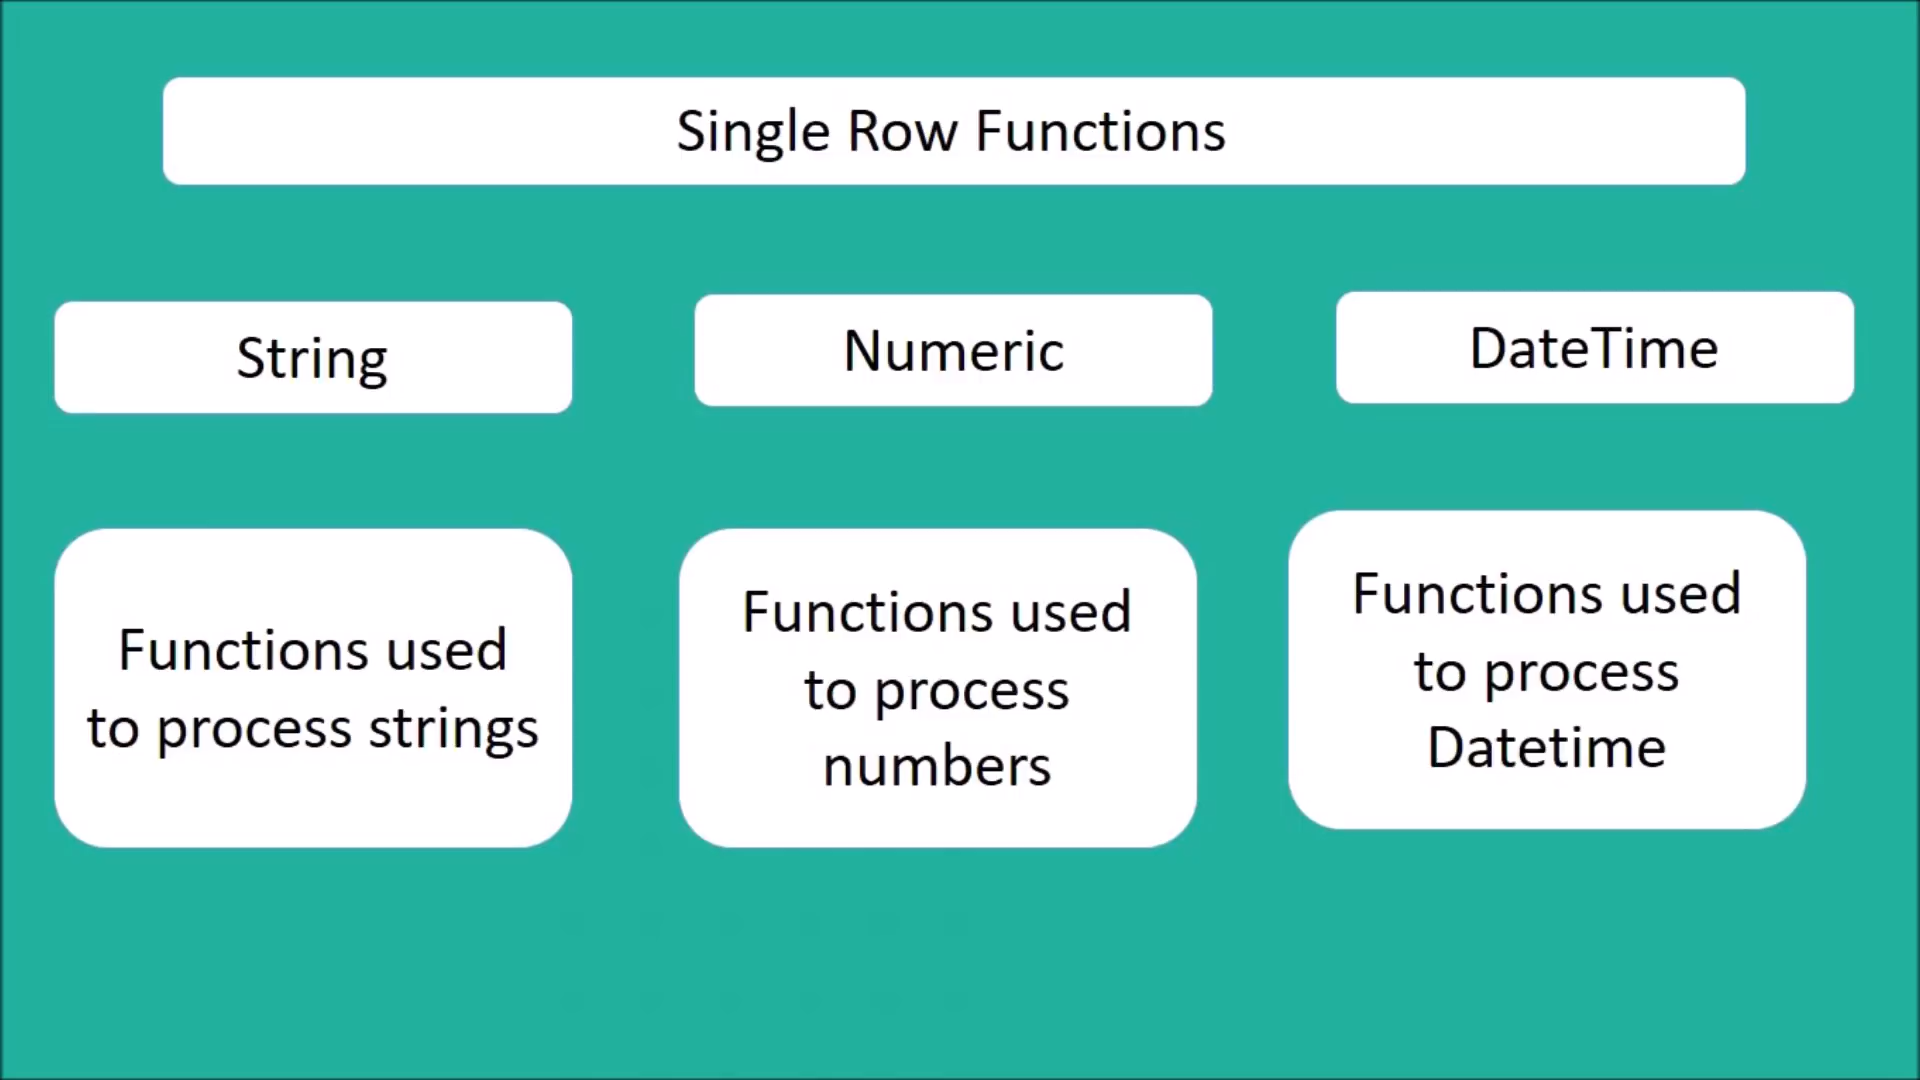 Single Row Functions
String
Numeric
DateTime
Functions used
to process strings
Functions used
to process
numbers
Functions used
to process
Datetime